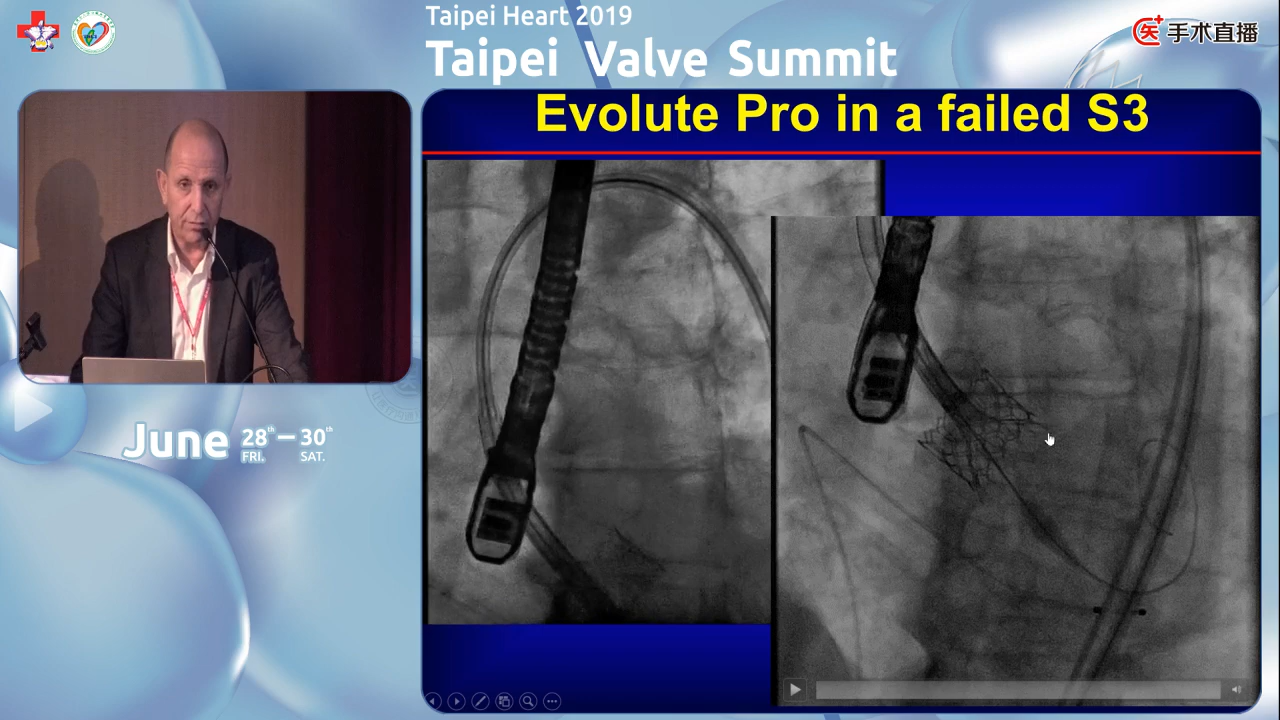 Taipei Heart 2019
Taipei Valve Summit
医 手术直播
Evolute Pro in a failed S3
June 28th—30th
FRI. SAT.